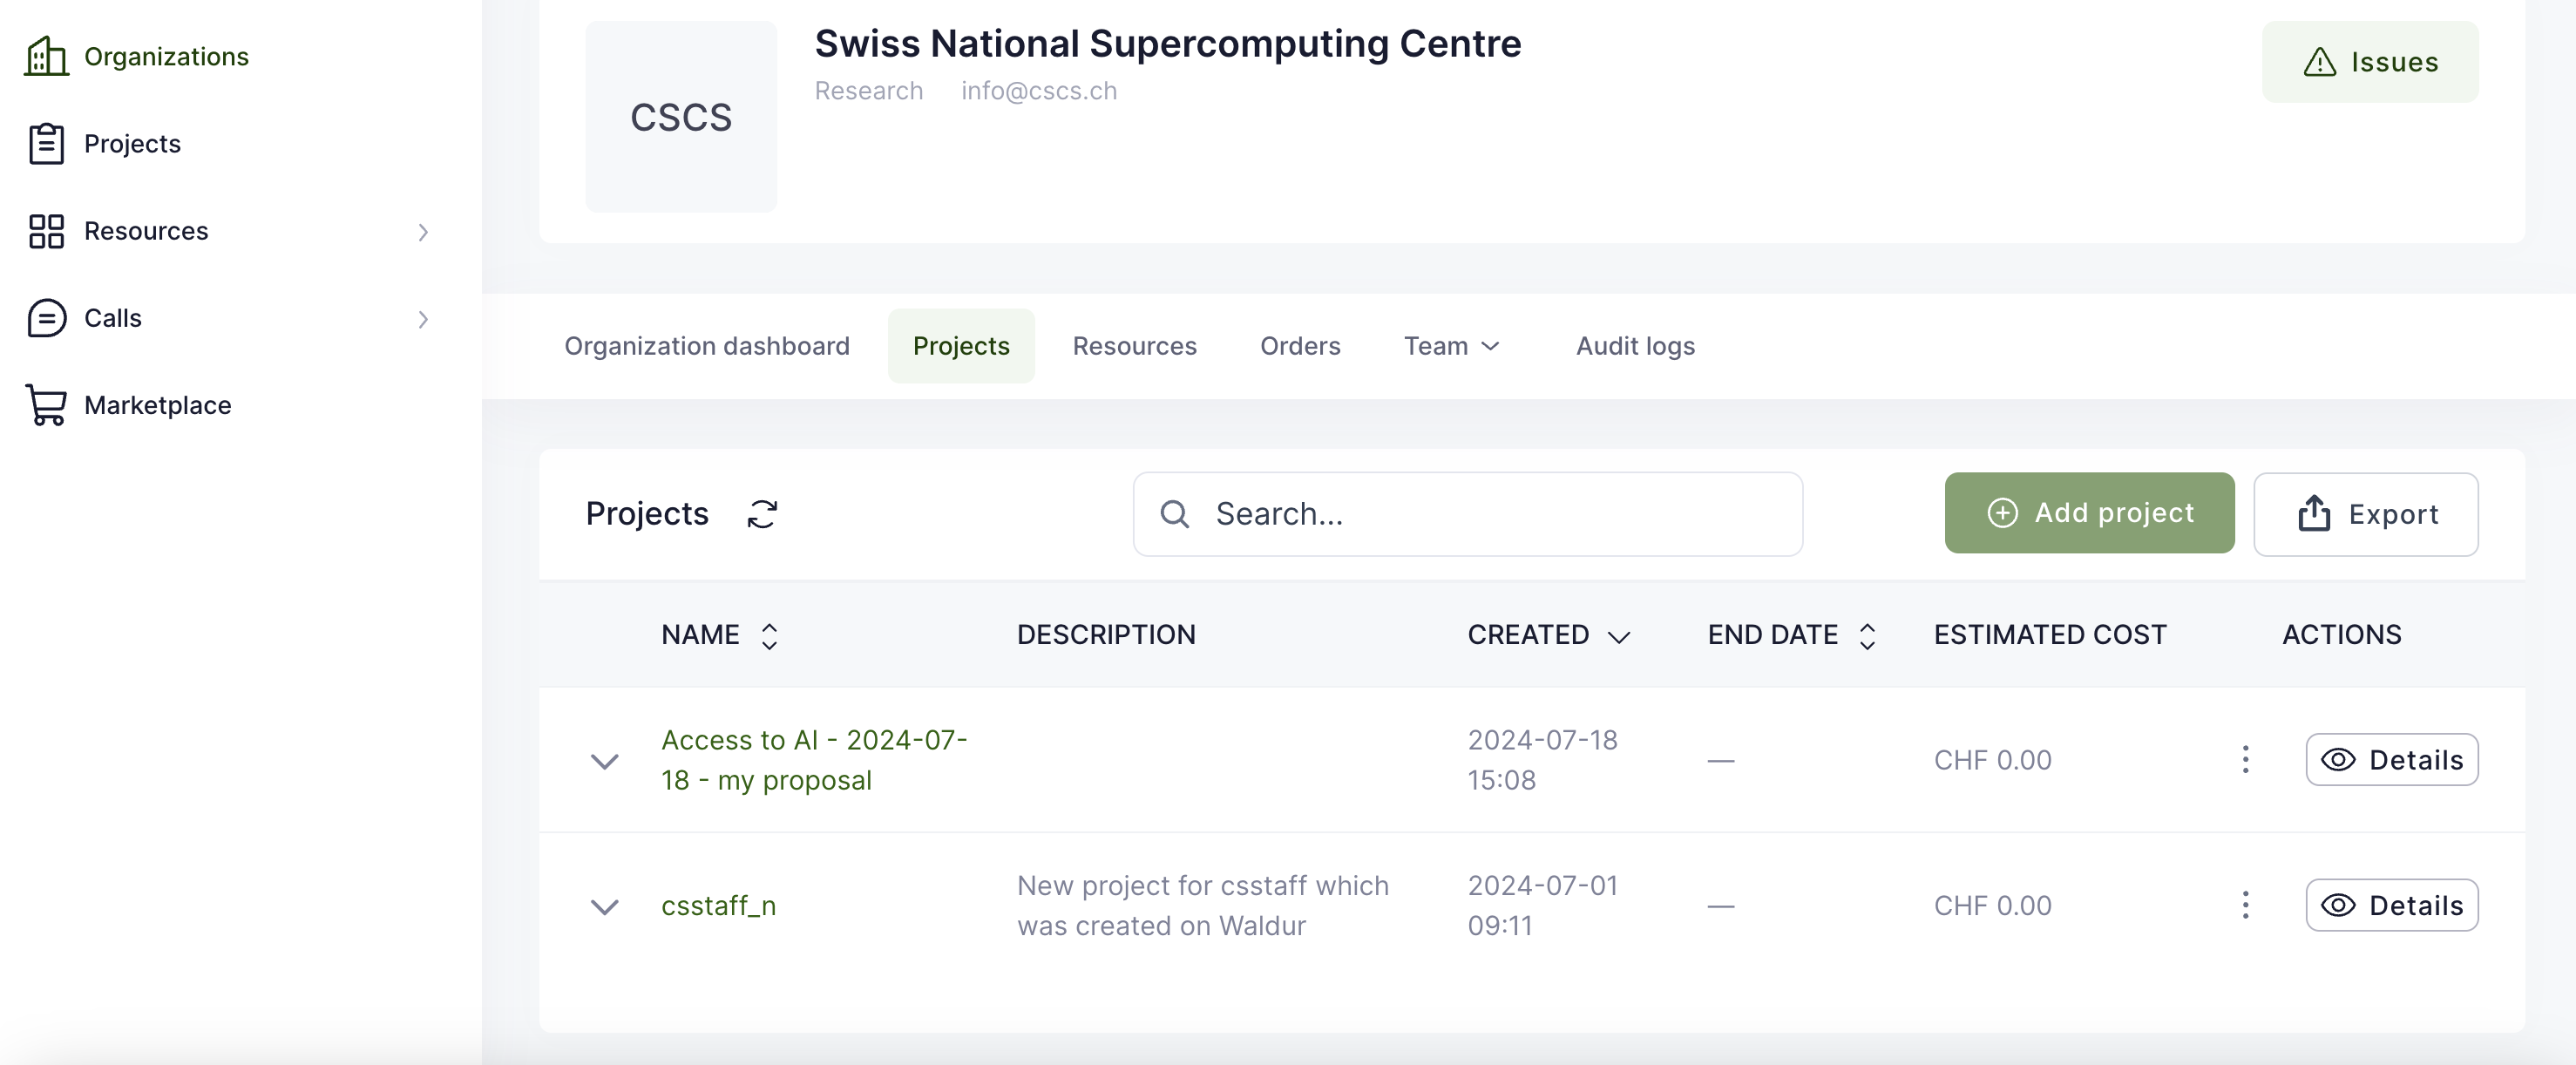 Organizations
Projects
Resources
Calls
Marketplace
CSCS
Swiss National Supercomputing Centre
Research info@cscs.ch
Issues
Organization dashboard Projects Resources Orders Team Audit logs
Projects Search... Add project Export
NAME DESCRIPTION CREATED END DATE ESTIMATED COST ACTIONS
Access to AI - 2024-07-
18 - my proposal
2024-07-18
15:08
— CHF 0.00 Details
csstaff_n
New project for csstaff which
was created on Waldur
2024-07-01
09:11
— CHF 0.00 Details